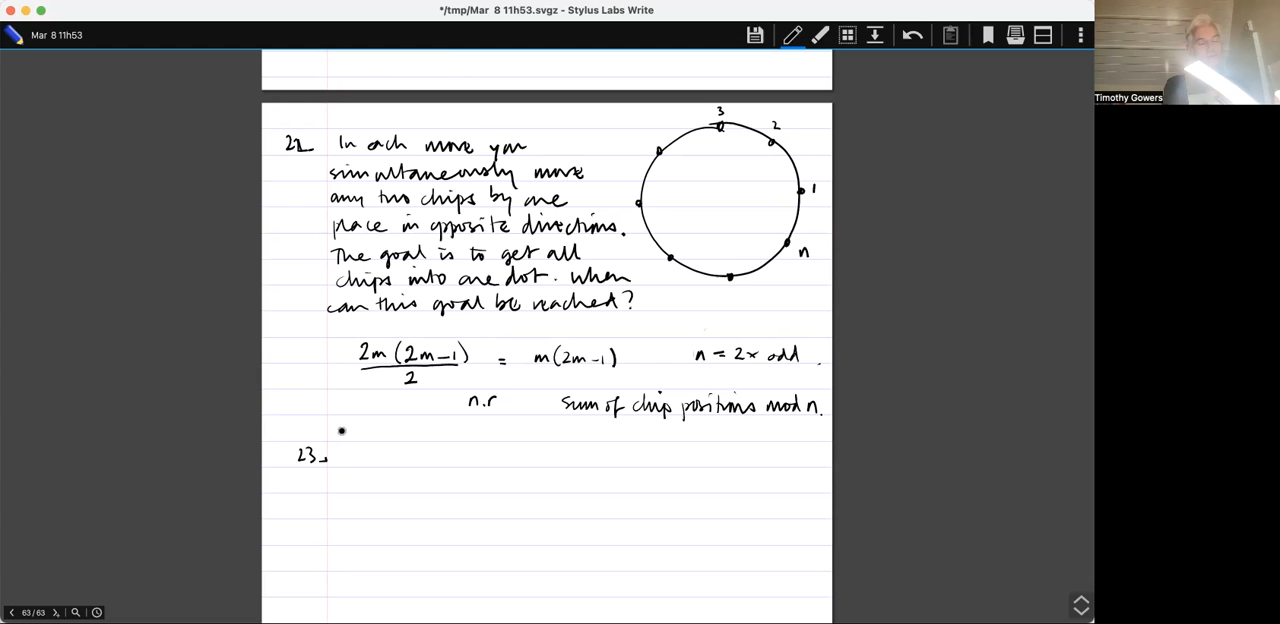 */tmp/Mar 8 11h53.svgz - Stylus Labs Write
Mar 8 11h53
Timothy Gowers
22 In each move you
simultaneously move
any two chips by one
place in opposite directions.
The goal is to get all
chips into one dot. When
can this goal be reached?
3
2
1
n
2m(2m-1)/2 = m(2m-1) n = 2x odd.
n.r sum of chip positions mod n.
23.
63/63